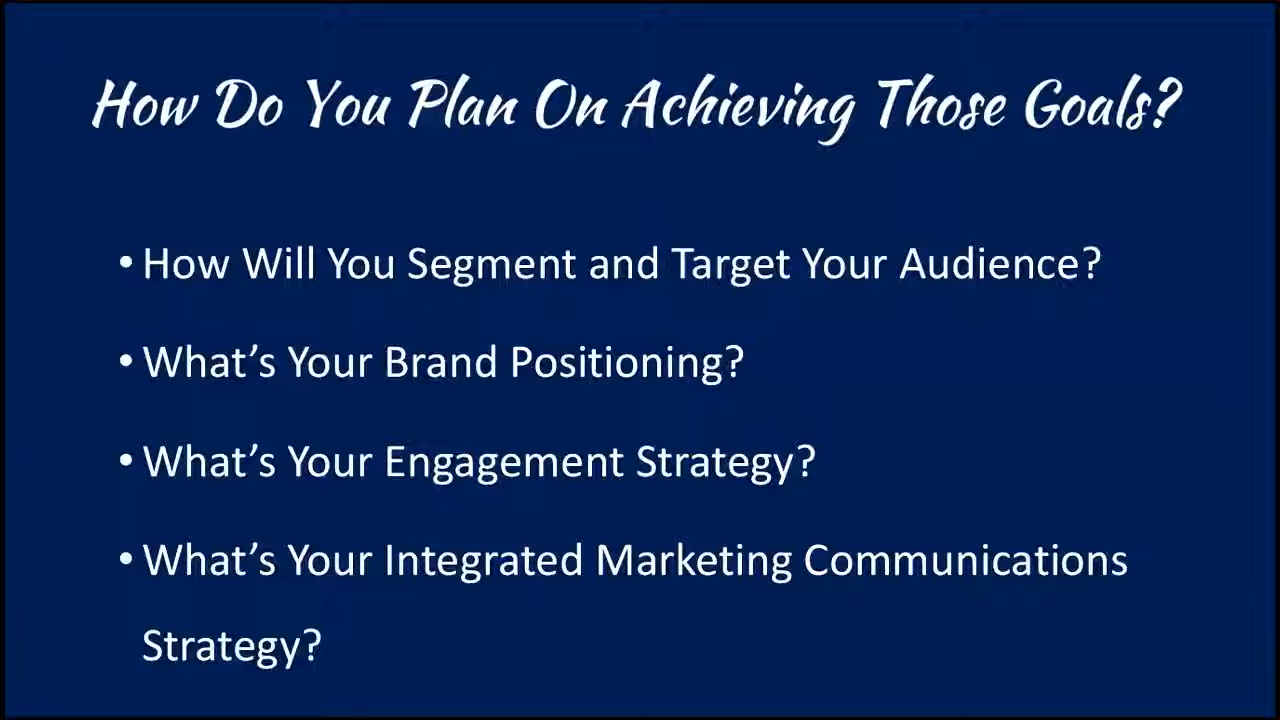 How Do You Plan On Achieving Those Goals?
• How Will You Segment and Target Your Audience?
• What’s Your Brand Positioning?
• What’s Your Engagement Strategy?
• What’s Your Integrated Marketing Communications
Strategy?